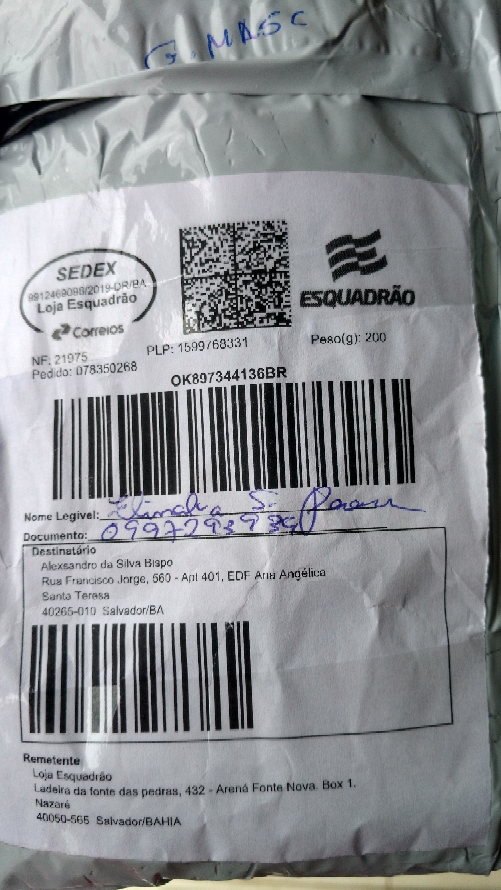 G. MASC
SEDEX
9912469098/2019-DR/BA
Loja Esquadrão
Correios
ESQUADRÃO
NF: 21975
PLP: 1599768331
Peso(g): 200
Pedido: 078350268
OK897344136BR
Nome Legível:
Documento:
Destinatário
Alexsandro da Silva Bispo
Rua Francisco Jorge, 560 - Apt 401, EDF Ana Angélica
Santa Teresa
40265-010 Salvador/BA
Remetente
Loja Esquadrão
Ladeira da fonte das pedras, 432 - Arena Fonte Nova. Box 1.
Nazaré
40050-565 Salvador/BAHIA